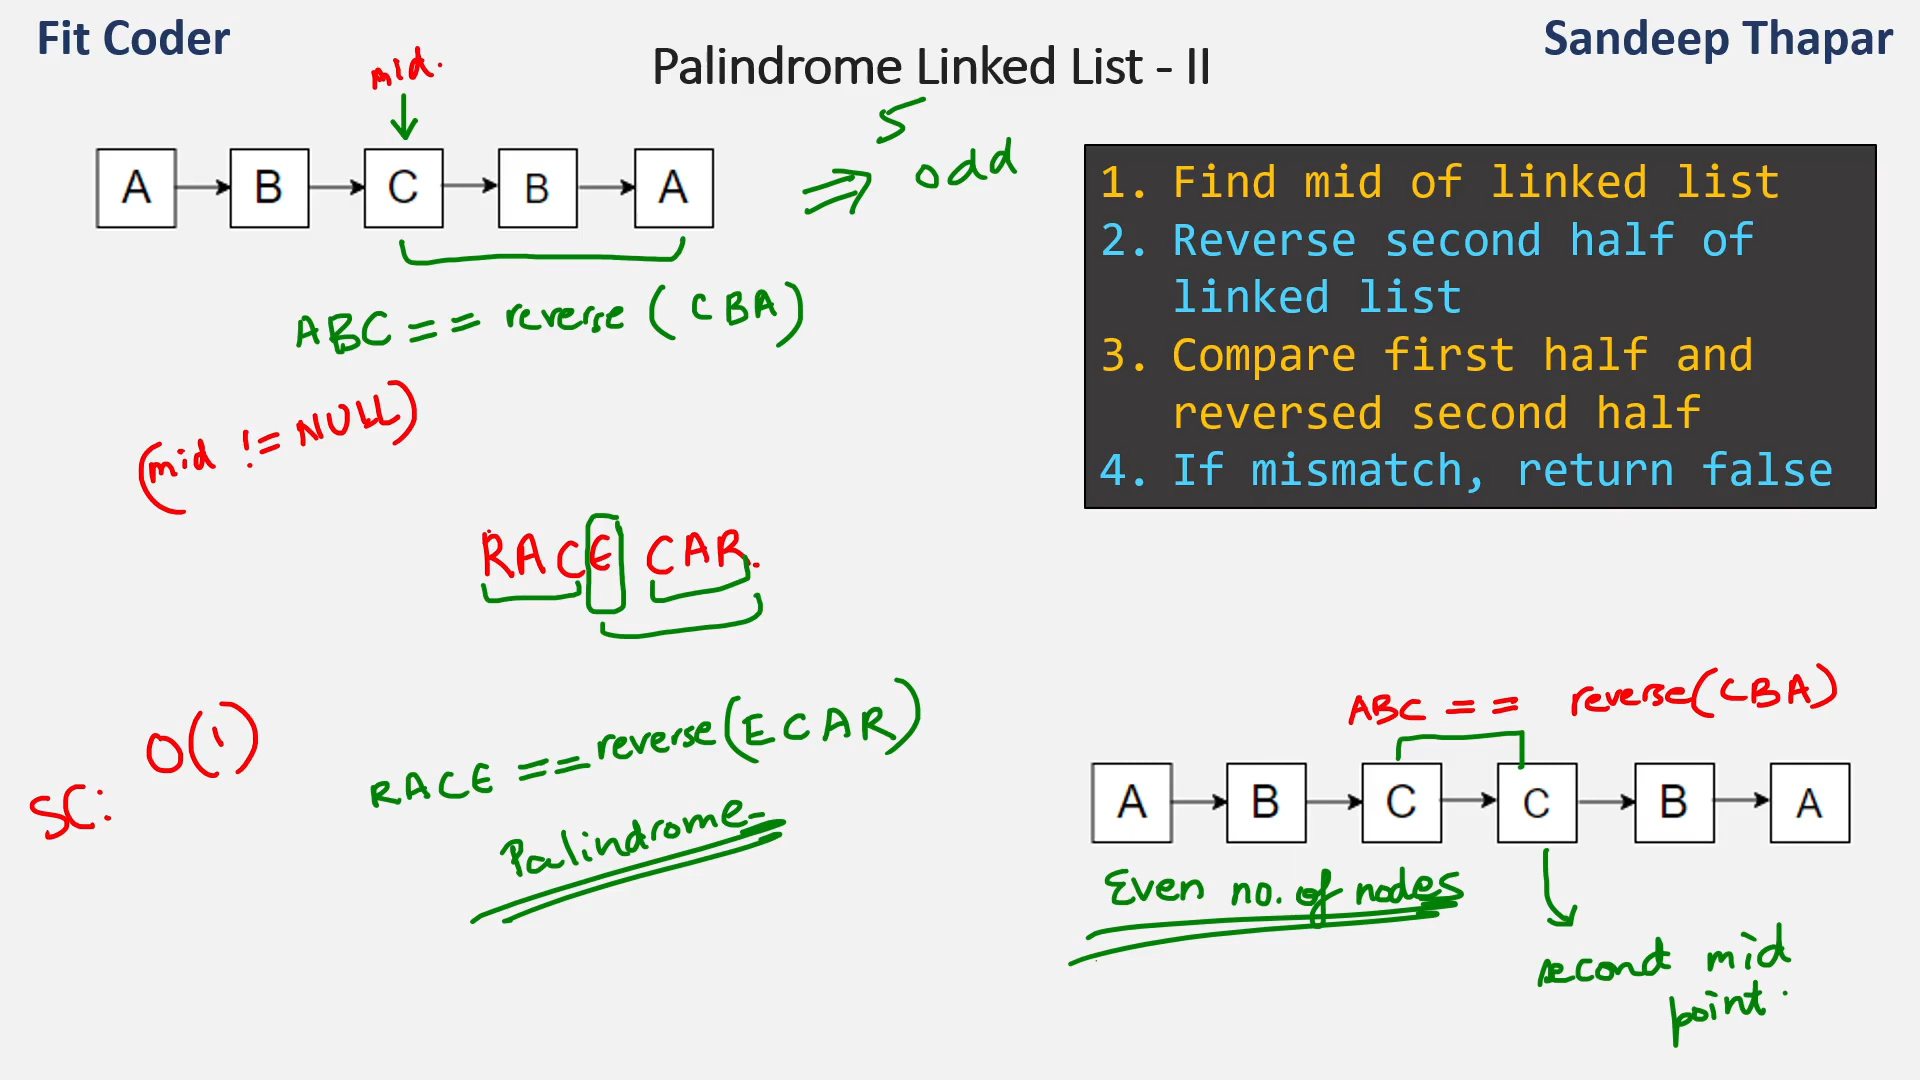 Fit Coder
Sandeep Thapar
Palindrome Linked List - II
mid.
A B C B A
5
odd
ABC == reverse (CBA)
(mid != NULL)
1. Find mid of linked list
2. Reverse second half of
linked list
3. Compare first half and
reversed second half
4. If mismatch, return false
RACE CAR.
SC: O(1)
RACE == reverse(ECAR)
Palindrome
ABC == reverse(CBA)
A B C C B A
Even no. of nodes
second mid
point.